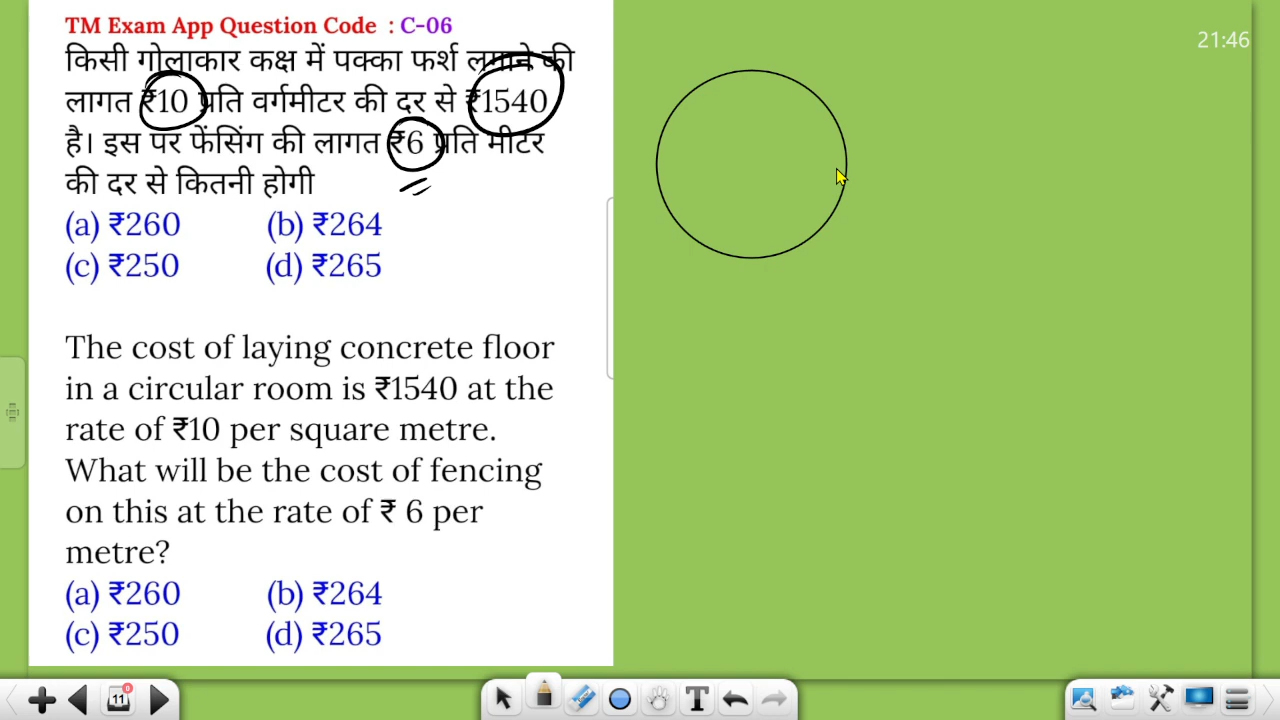 TM Exam App Question Code : C-06
21:46
किसी गोलाकार कक्ष में पक्का फर्श लगाने की
लागत ₹10 प्रति वर्गमीटर की दर से ₹1540
है। इस पर फेंसिंग की लागत ₹6 प्रति मीटर
की दर से कितनी होगी
(a) ₹260 (b) ₹264
(c) ₹250 (d) ₹265
The cost of laying concrete floor
in a circular room is ₹1540 at the
rate of ₹10 per square metre.
What will be the cost of fencing
on this at the rate of ₹ 6 per
metre?
(a) ₹260 (b) ₹264
(c) ₹250 (d) ₹265
11
T